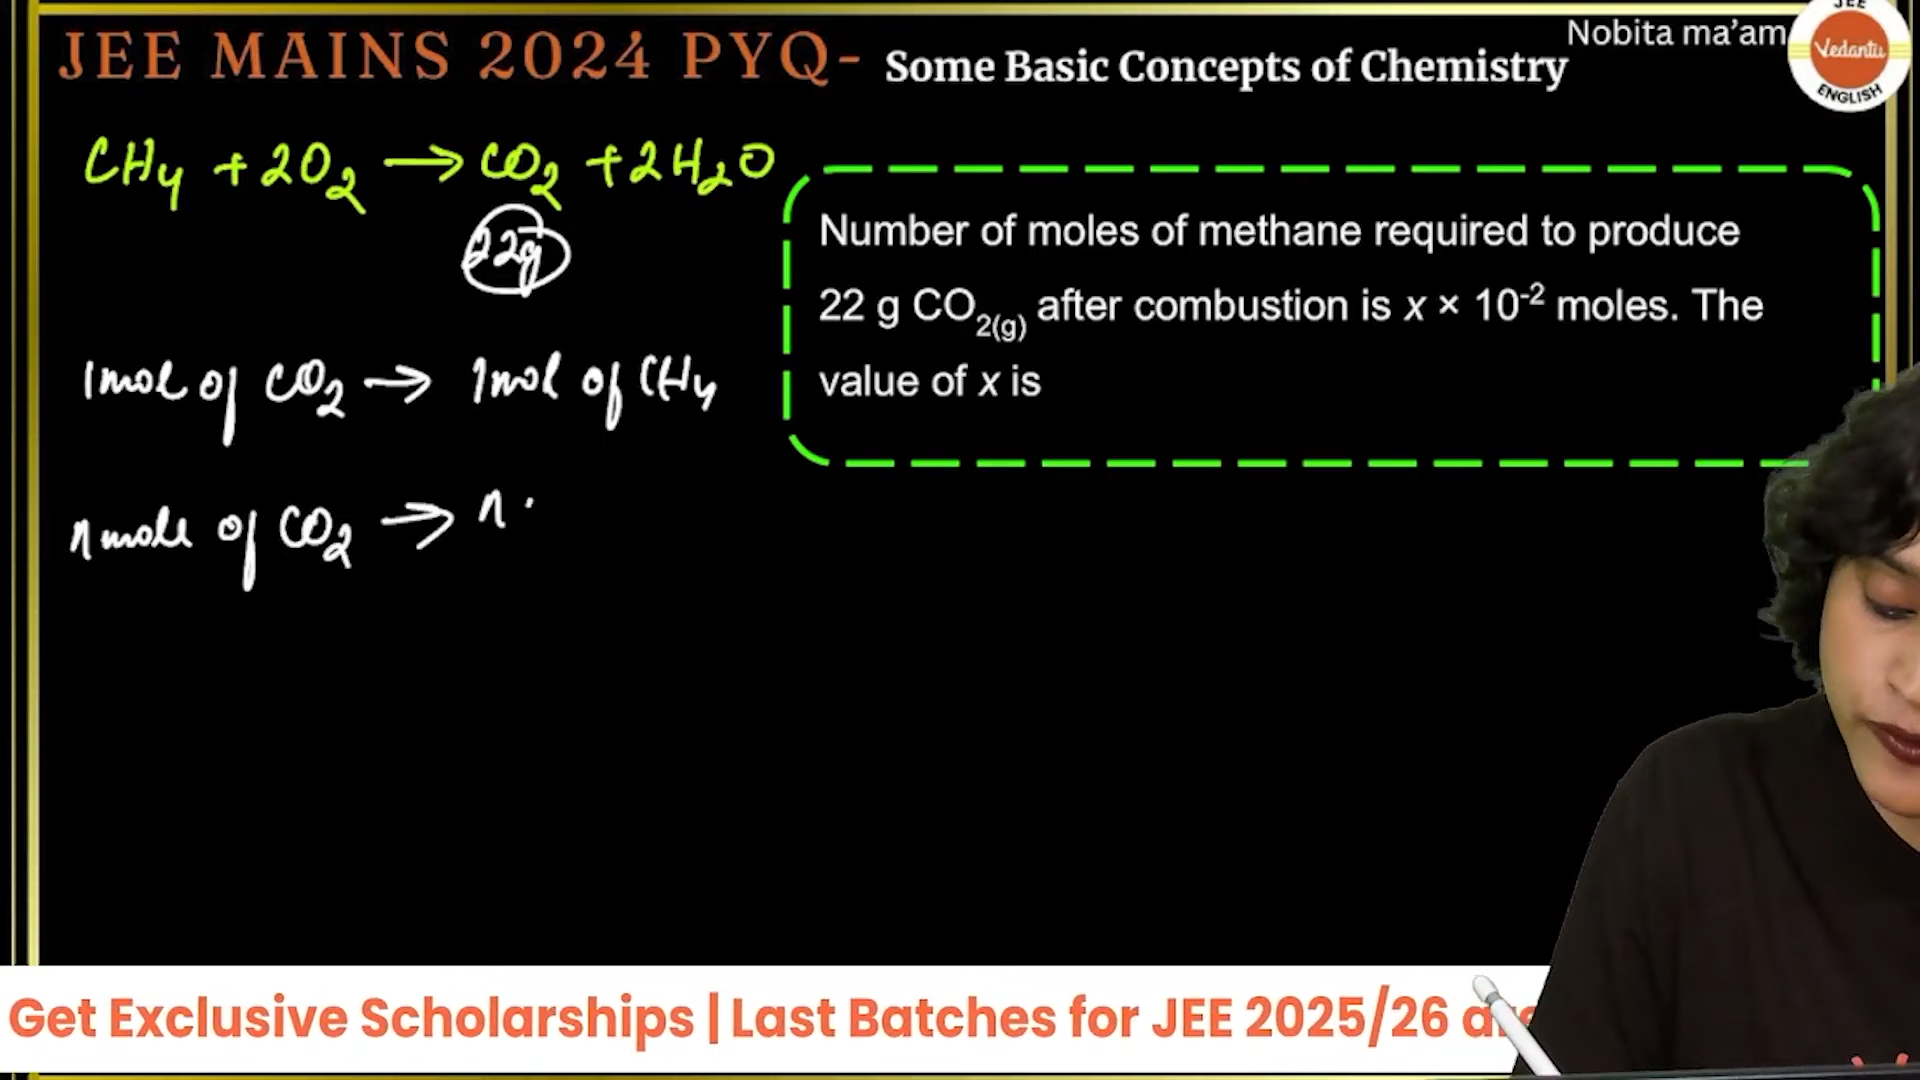 JEE MAINS 2024 PYQ- Some Basic Concepts of Chemistry
Nobita ma'am
JEE
Vedantu
ENGLISH
CH₄ + 2O₂ → CO₂ + 2H₂O
22g
1mol of CO₂ → 1mol of CH₄
n mole of CO₂ → n
Number of moles of methane required to produce
22 g CO₂₍g₎ after combustion is x × 10⁻² moles. The
value of x is
Get Exclusive Scholarships | Last Batches for JEE 2025/26